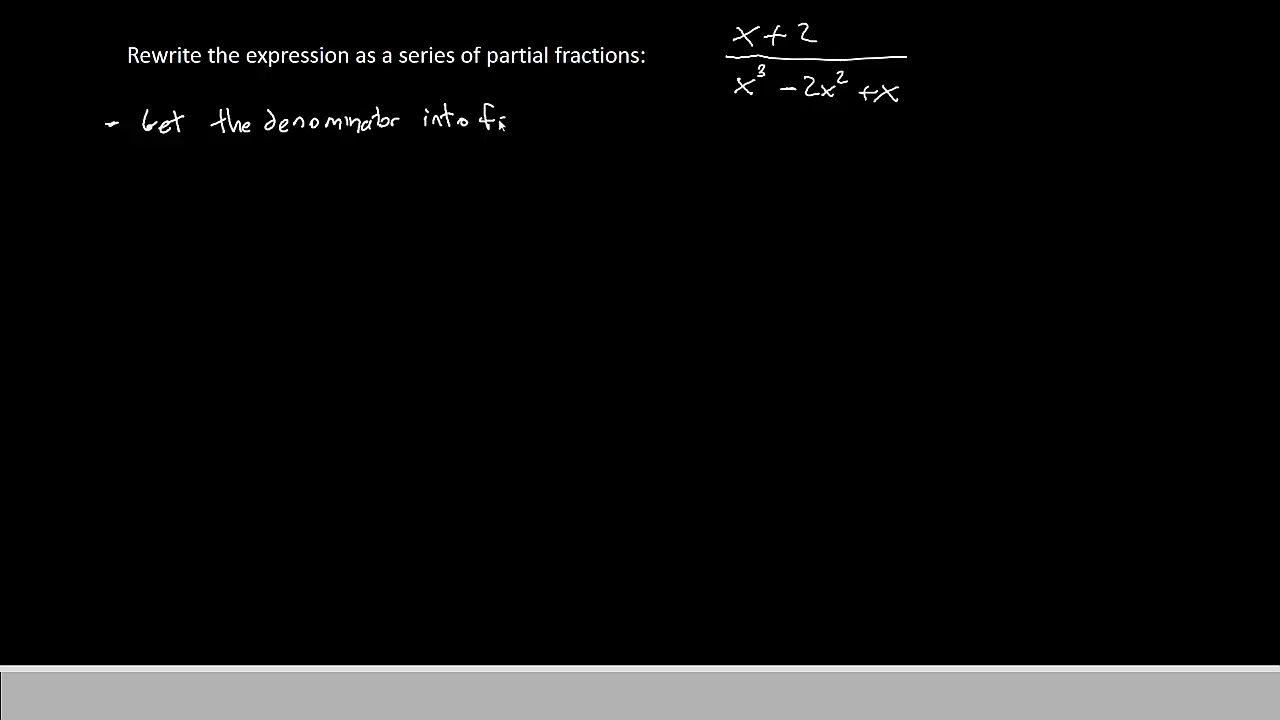 Rewrite the expression as a series of partial fractions:
x + 2
x³ - 2x² + x
- Get the denominator into